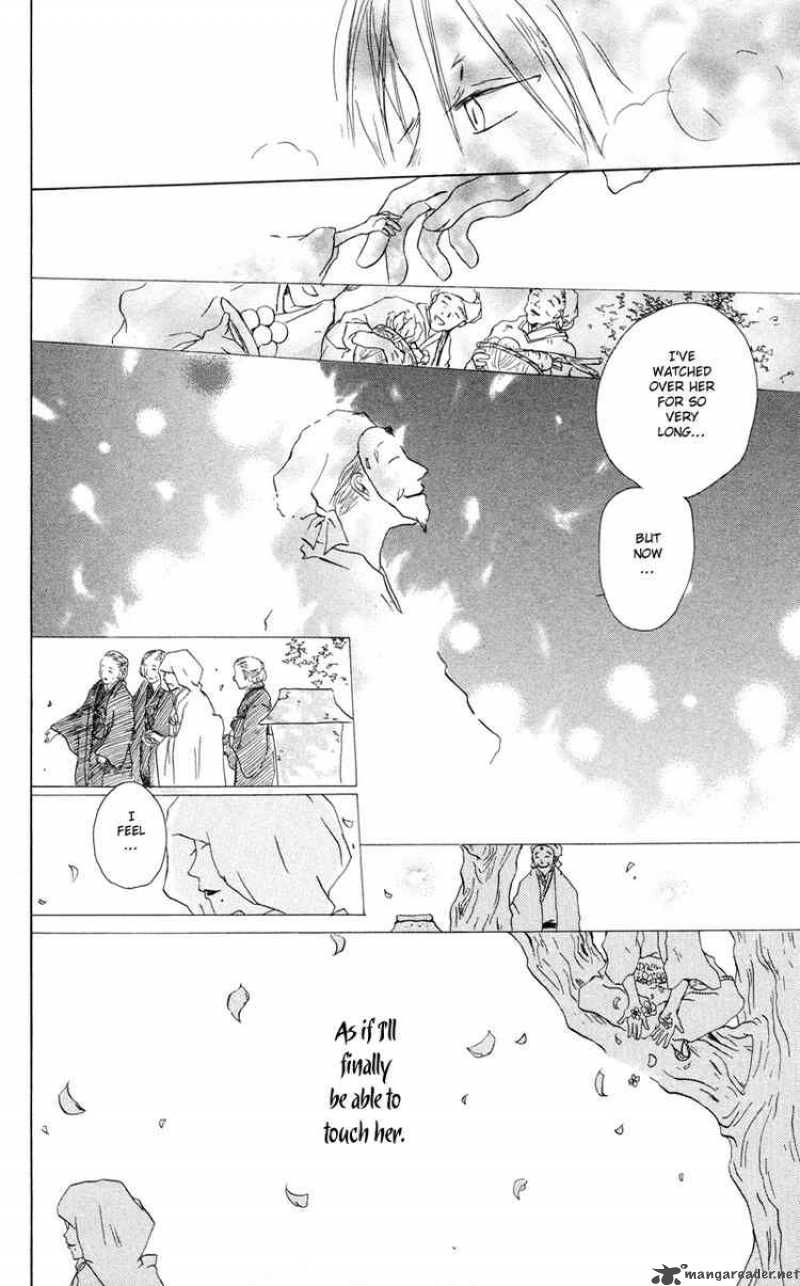 I'VE
WATCHED
OVER HER
FOR SO
VERY
LONG...
BUT
NOW
...
I
FEEL
...
As if I'll
finally
be able to
touch her.
mangareader.net